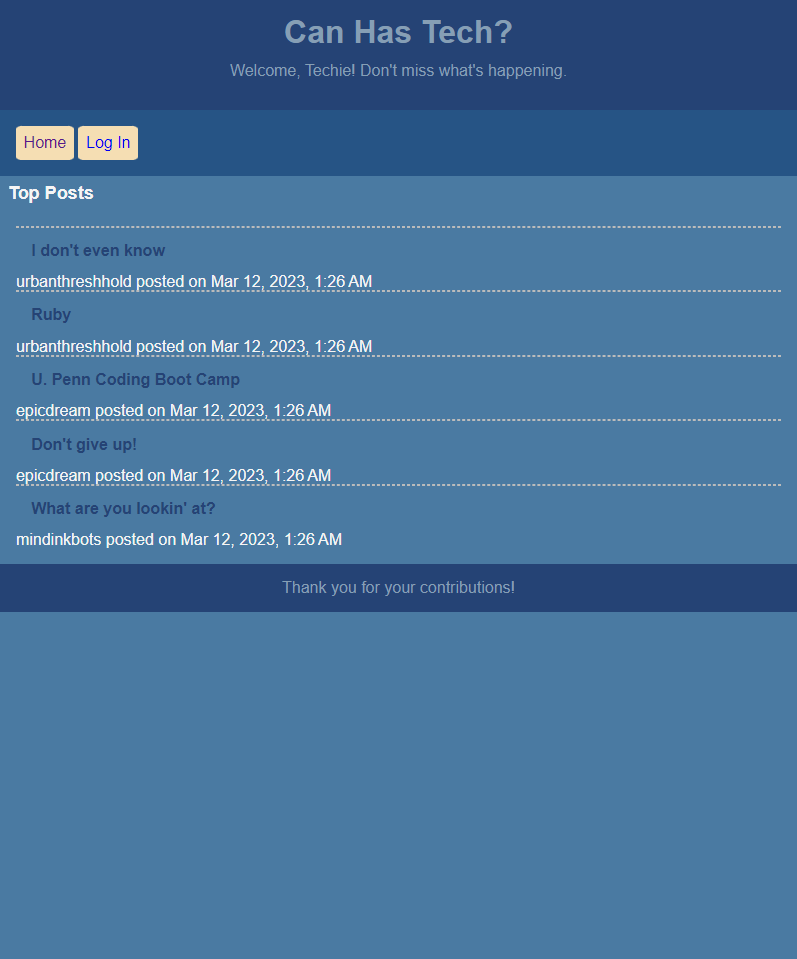 Can Has Tech?
Welcome, Techie! Don't miss what's happening.
Home Log In
Top Posts
I don't even know
urbanthreshhold posted on Mar 12, 2023, 1:26 AM
Ruby
urbanthreshhold posted on Mar 12, 2023, 1:26 AM
U. Penn Coding Boot Camp
epicdream posted on Mar 12, 2023, 1:26 AM
Don't give up!
epicdream posted on Mar 12, 2023, 1:26 AM
What are you lookin' at?
mindinkbots posted on Mar 12, 2023, 1:26 AM
Thank you for your contributions!